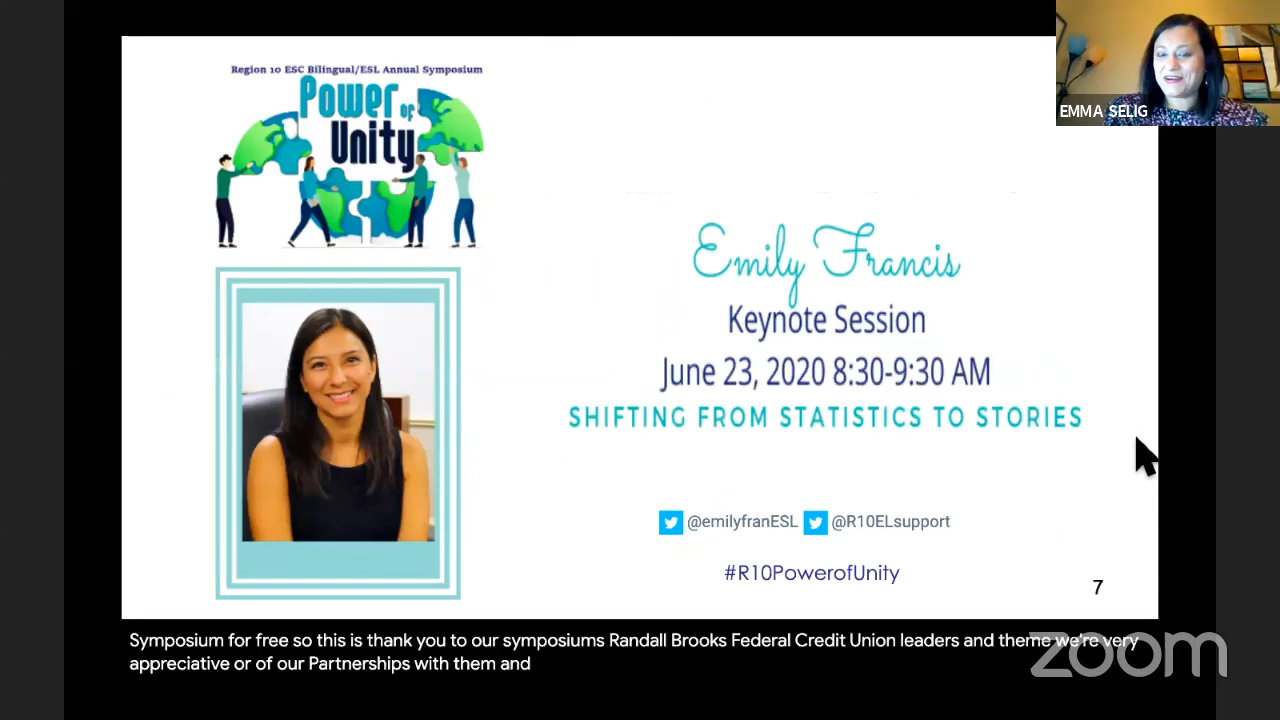 Region 10 ESC Bilingual/ESL Annual Symposium
Power of
Unity
EMMA SELIG
Emily Francis
Keynote Session
June 23, 2020 8:30-9:30 AM
SHIFTING FROM STATISTICS TO STORIES
@emilyfranESL @R10ELsupport
#R10PowerofUnity
7
Symposium for free so this is thank you to our symposiums Randall Brooks Federal Credit Union leaders and theme we're very
appreciative or of our Partnerships with them and
zoom